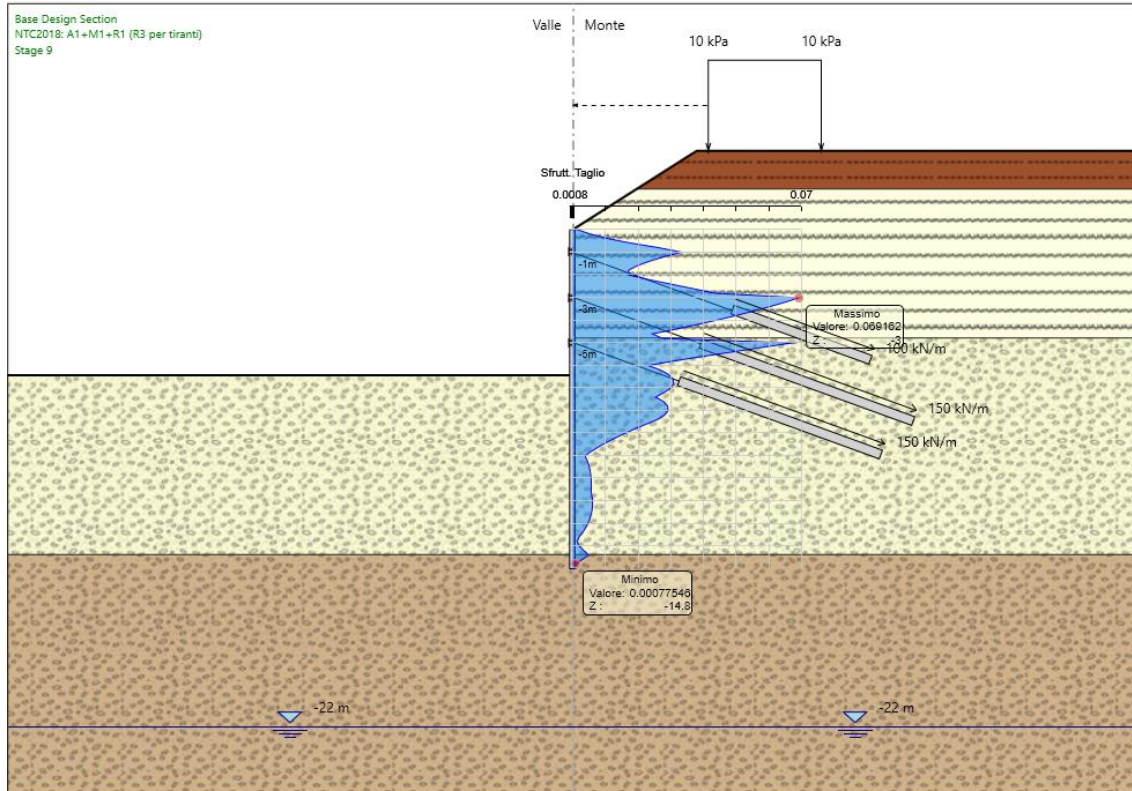 Base Design Section
NTC2018: A1+M1+R1 (R3 per tiranti)
Stage 9
Valle
Monte
10 kPa
10 kPa
Sfrutt. Taglio
0.0008
0.07
-1m
-3m
-5m
Massimo
Valore: 0.069162
Z : -3
100 kN/m
150 kN/m
150 kN/m
Minimo
Valore: 0.00077546
Z : -14.8
-22 m
-22 m